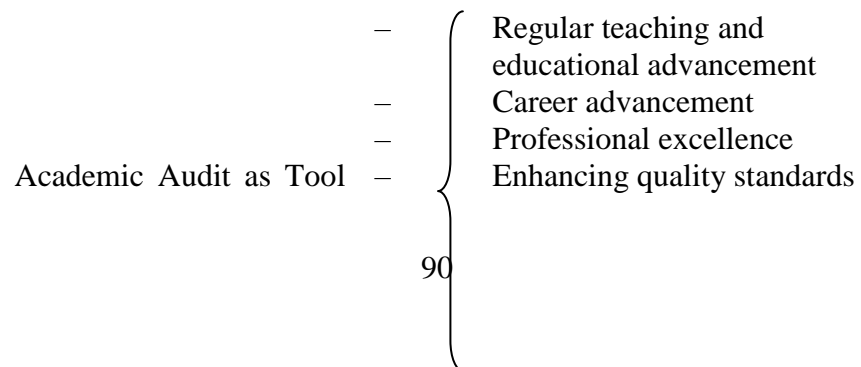 – Regular teaching and
educational advancement
– Career advancement
– Professional excellence
Academic Audit as Tool – Enhancing quality standards
90